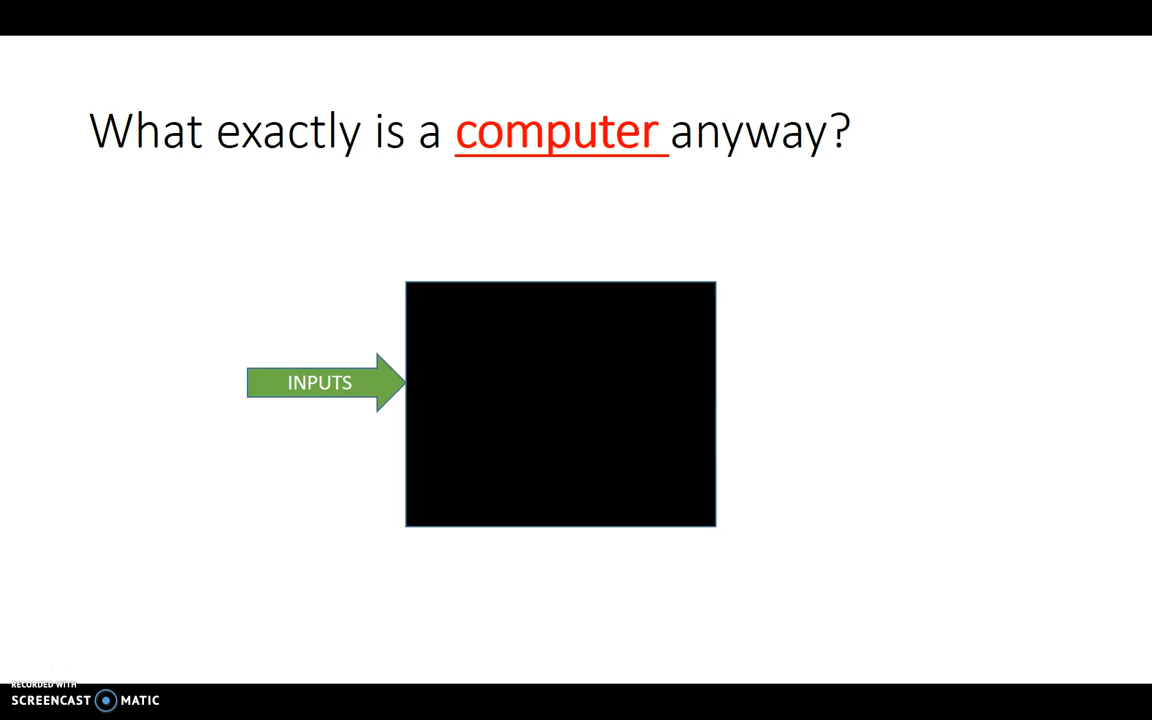 What exactly is a computer anyway?
INPUTS
RECORDED WITH
SCREENCAST MATIC